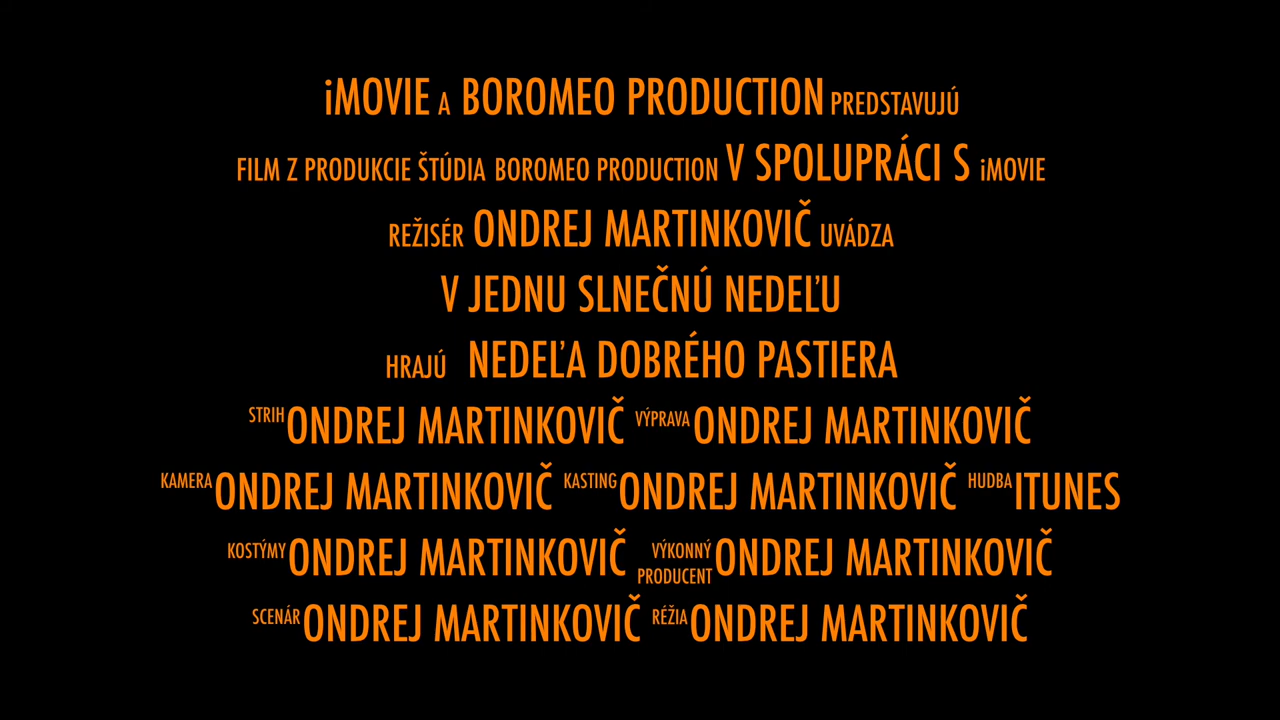 iMOVIE A BOROMEO PRODUCTION PREDSTAVUJÚ
FILM Z PRODUKCIE ŠTÚDIA BOROMEO PRODUCTION V SPOLUPRÁCI S iMOVIE
REŽISÉR ONDREJ MARTINKOVIČ UVÁDZA
V JEDNU SLNEČNÚ NEDEĽU
HRAJÚ NEDEĽA DOBRÉHO PASTIERA
STRIH ONDREJ MARTINKOVIČ VÝPRAVA ONDREJ MARTINKOVIČ
KAMERA ONDREJ MARTINKOVIČ KASTING ONDREJ MARTINKOVIČ HUDBA ITUNES
KOSTÝMY ONDREJ MARTINKOVIČ VÝKONNÝ PRODUCENT ONDREJ MARTINKOVIČ
SCENÁR ONDREJ MARTINKOVIČ RÉŽIA ONDREJ MARTINKOVIČ